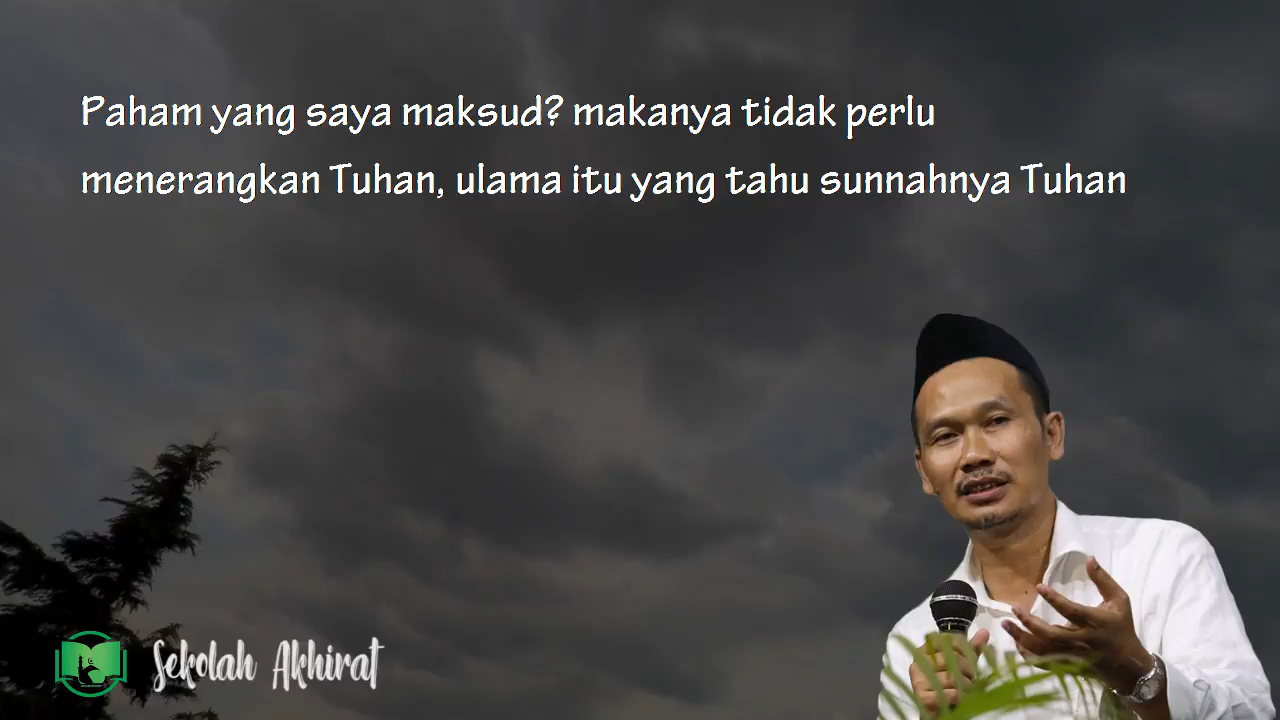 Paham yang saya maksud? makanya tidak perlu
menerangkan Tuhan, ulama itu yang tahu sunnahnya Tuhan
Sekolah Akhirat